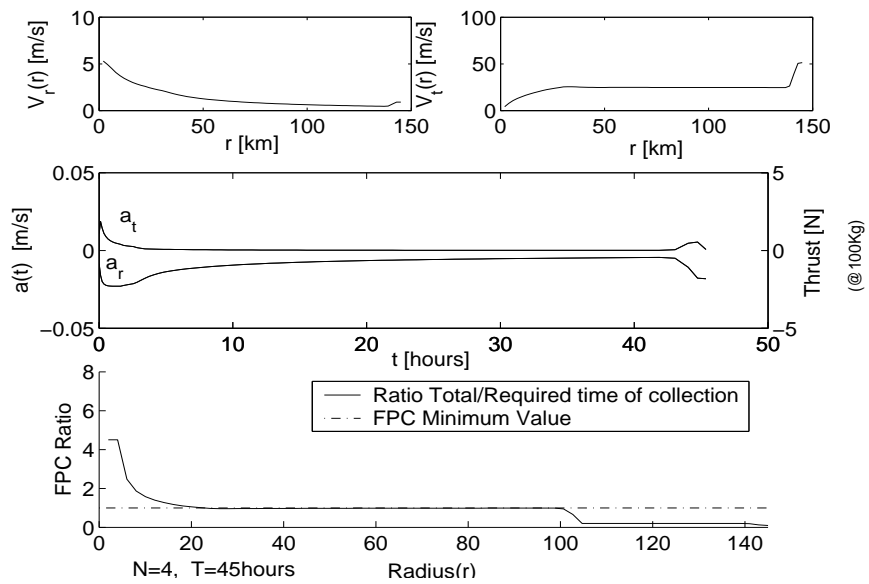 10
5
0
V_r(r) [m/s]
0 50 100 150
r [km]
100
50
0
V_t(r) [m/s]
0 50 100 150
r [km]
0.05
0
−0.05
a(t) [m/s]
a_t
a_r
5
0
−5
Thrust [N]
(@100Kg)
0 10 20 30 40 50
t [hours]
8
6
4
2
0
FPC Ratio
Ratio Total/Required time of collection
FPC Minimum Value
0 20 40 60 80 100 120 140
N=4, T=45hours
Radius(r)